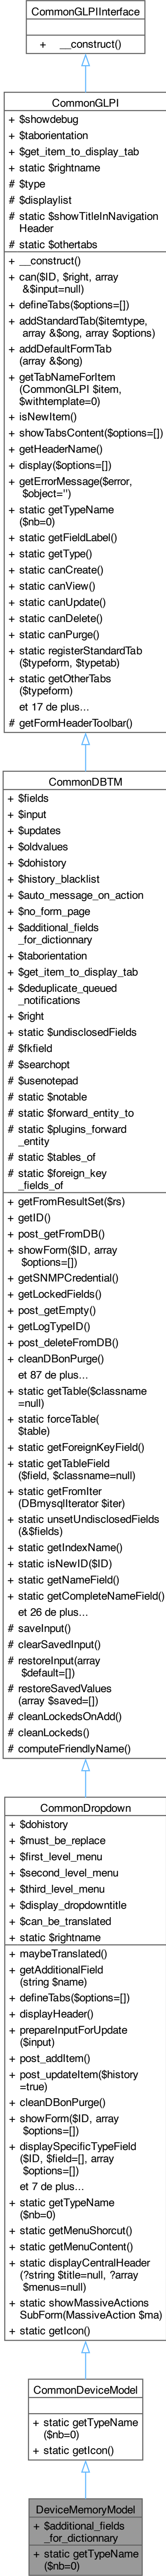 CommonGLPIInterface
+ __construct()
CommonGLPI
+ $showdebug
+ $taborientation
+ $get_item_to_display_tab
+ static $rightname
# $type
# $displaylist
# static $showTitleInNavigation
Header
# static $othertabs
+ __construct()
+ can($ID, $right, array
&$input=null)
+ defineTabs($options=[])
+ addStandardTab($itemtype,
array &$ong, array $options)
+ addDefaultFormTab
(array &$ong)
+ getTabNameForItem
(CommonGLPI $item,
$withtemplate=0)
+ isNewItem()
+ showTabsContent($options=[])
+ getHeaderName()
+ display($options=[])
+ getErrorMessage($error,
$object='')
+ static getTypeName
($nb=0)
+ static getFieldLabel()
+ static getType()
+ static canCreate()
+ static canView()
+ static canUpdate()
+ static canDelete()
+ static canPurge()
+ static registerStandardTab
($typeform, $typetab)
+ static getOtherTabs
($typeform)
et 17 de plus...
# getFormHeaderToolbar()
CommonDBTM
+ $fields
+ $input
+ $updates
+ $oldvalues
+ $dohistory
+ $history_blacklist
+ $auto_message_on_action
+ $no_form_page
+ $additional_fields
_for_dictionnary
+ $taborientation
+ $get_item_to_display_tab
+ $deduplicate_queued
_notifications
+ $right
+ static $undisclosedFields
# $fkfield
# $searchopt
# $usenotepad
# static $notable
# static $forward_entity_to
# static $plugins_forward
_entity
# static $tables_of
# static $foreign_key
_fields_of
+ getFromResultSet($rs)
+ getID()
+ post_getFromDB()
+ showForm($ID, array
$options=[])
+ getSNMPCredential()
+ getLockedFields()
+ post_getEmpty()
+ getLogTypeID()
+ post_deleteFromDB()
+ cleanDBonPurge()
et 87 de plus...
+ static getTable($classname
=null)
+ static forceTable(
$table)
+ static getForeignKeyField()
+ static getTableField
($field, $classname=null)
+ static getFromIter
(DBmysqlIterator $iter)
+ static unsetUndisclosedFields
(&$fields)
+ static getIndexName()
+ static isNewID($ID)
+ static getNameField()
+ static getCompleteNameField()
et 26 de plus...
# saveInput()
# clearSavedInput()
# restoreInput(array
$default=[])
# restoreSavedValues
(array $saved=[])
# cleanLockedsOnAdd()
# cleanLockeds()
# computeFriendlyName()
CommonDropdown
+ $dohistory
+ $must_be_replace
+ $first_level_menu
+ $second_level_menu
+ $third_level_menu
+ $display_dropdowntitle
+ $can_be_translated
+ static $rightname
+ maybeTranslated()
+ getAdditionalField
(string $name)
+ defineTabs($options=[])
+ displayHeader()
+ prepareInputForUpdate
($input)
+ post_addItem()
+ post_updateItem($history
=true)
+ cleanDBonPurge()
+ showForm($ID, array
$options=[])
+ displaySpecificTypeField
($ID, $field=[], array
$options=[])
et 7 de plus...
+ static getTypeName
($nb=0)
+ static getMenuShorcut()
+ static getMenuContent()
+ static displayCentralHeader
(?string $title=null, ?array
$menus=null)
+ static showMassiveActions
SubForm(MassiveAction $ma)
+ static getIcon()
CommonDeviceModel
+ static getTypeName
($nb=0)
+ static getIcon()
DeviceMemoryModel
+ $additional_fields
_for_dictionnary
+ static getTypeName
($nb=0)